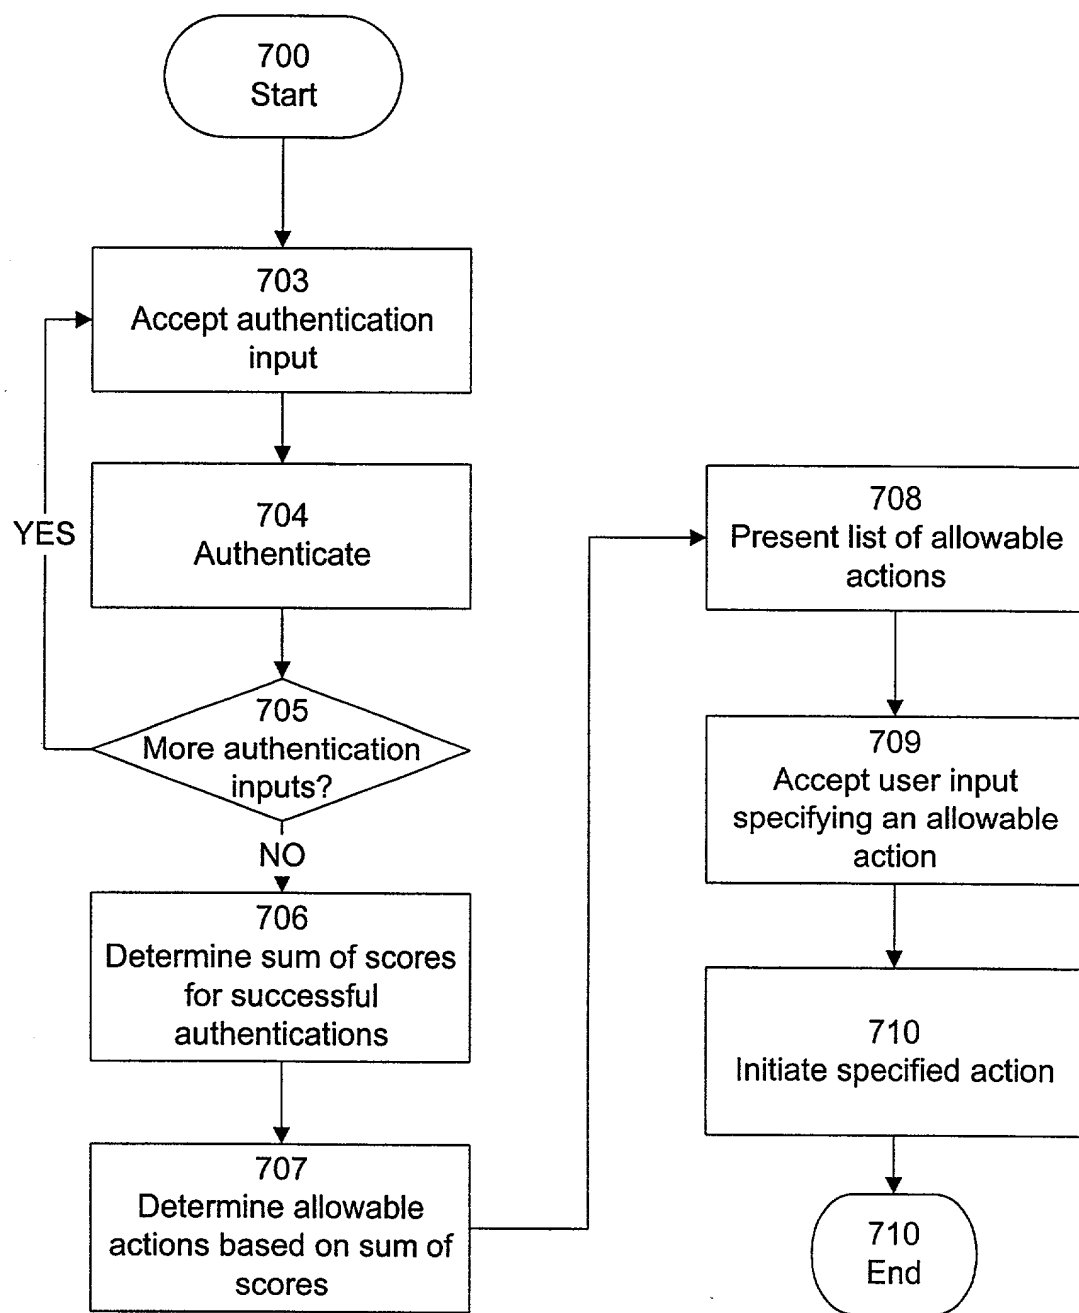 700
Start
703
Accept authentication
input
704
Authenticate
YES
705
More authentication
inputs?
NO
706
Determine sum of scores
for successful
authentications
707
Determine allowable
actions based on sum of
scores
708
Present list of allowable
actions
709
Accept user input
specifying an allowable
action
710
Initiate specified action
710
End